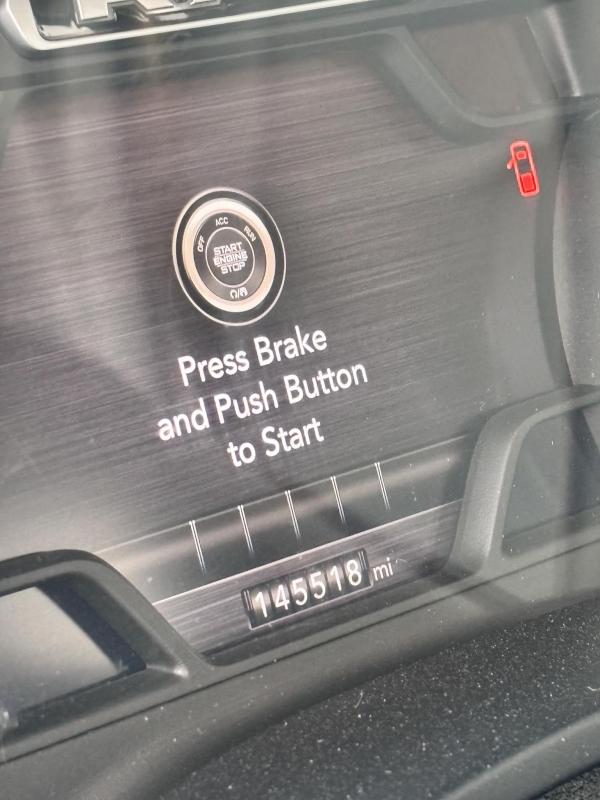 OFF
ACC
RUN
START
ENGINE
STOP
Press Brake
and Push Button
to Start
145518 mi